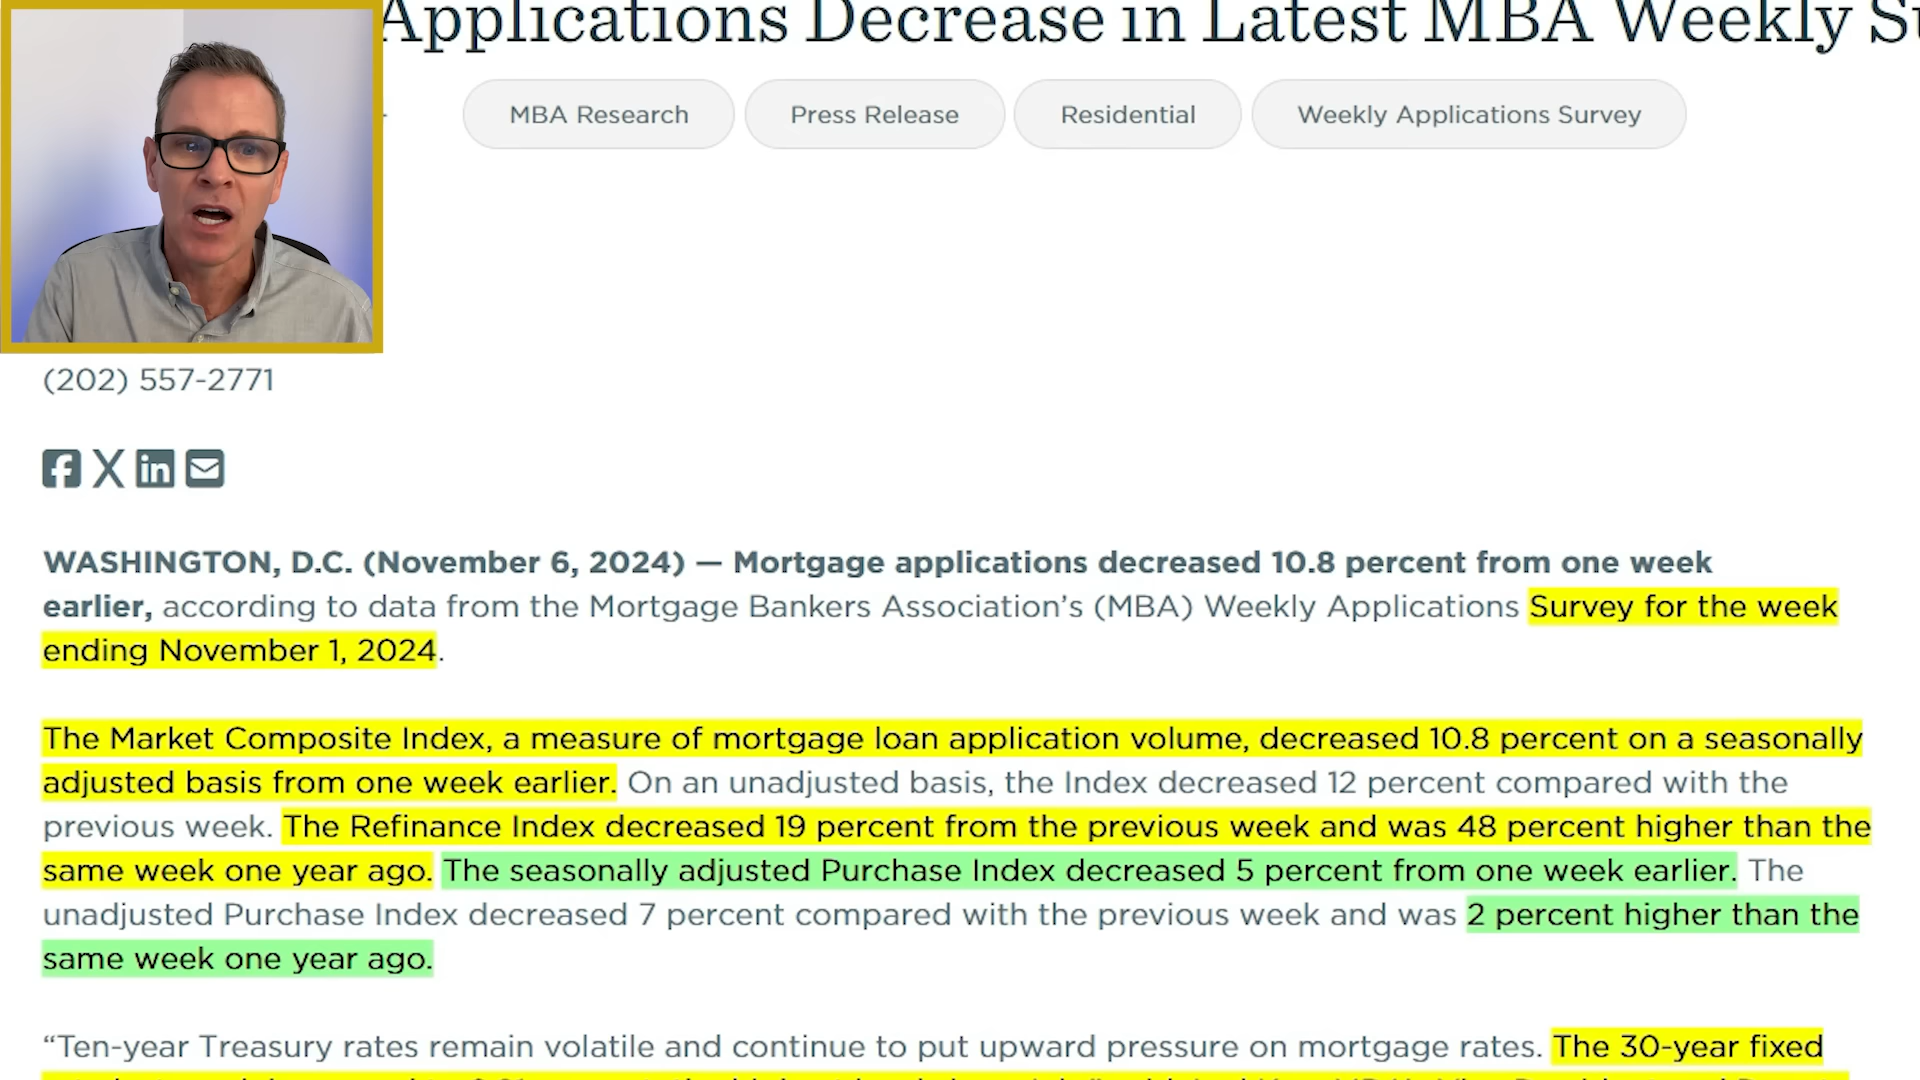 Applications Decrease in Latest MBA Weekly
MBA Research
Press Release
Residential
Weekly Applications Survey
(202) 557-2771
WASHINGTON, D.C. (November 6, 2024) — Mortgage applications decreased 10.8 percent from one week
earlier, according to data from the Mortgage Bankers Association’s (MBA) Weekly Applications Survey for the week
ending November 1, 2024.
The Market Composite Index, a measure of mortgage loan application volume, decreased 10.8 percent on a seasonally
adjusted basis from one week earlier. On an unadjusted basis, the Index decreased 12 percent compared with the
previous week. The Refinance Index decreased 19 percent from the previous week and was 48 percent higher than the
same week one year ago. The seasonally adjusted Purchase Index decreased 5 percent from one week earlier. The
unadjusted Purchase Index decreased 7 percent compared with the previous week and was 2 percent higher than the
same week one year ago.
“Ten-year Treasury rates remain volatile and continue to put upward pressure on mortgage rates. The 30-year fixed